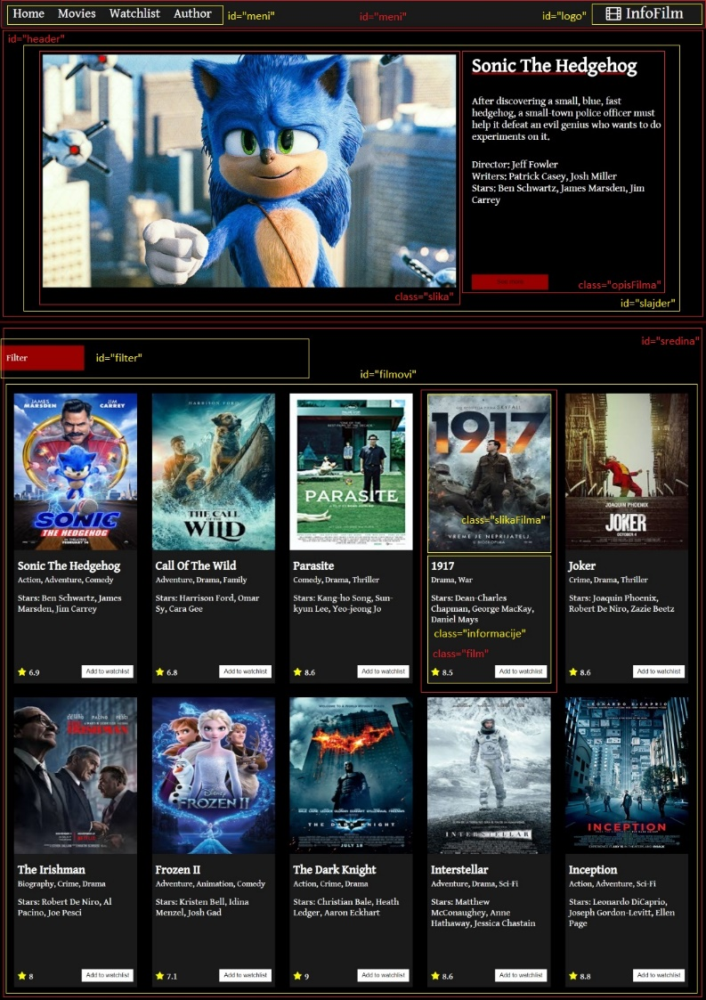 Home Movies Watchlist Author id="meni" id="meni" id="logo" InfoFilm
id="header"
Sonic The Hedgehog
After discovering a small, blue, fast
hedgehog, a small-town police officer must
help it defeat an evil genius who wants to do
experiments on it.
Director: Jeff Fowler
Writers: Patrick Casey, Josh Miller
Stars: Ben Schwartz, James Marsden, Jim
Carrey
class="opisFilma"
class="slika"
id="slajder"
id="sredina"
Filter id="filter"
id="filmovi"
JAMES MARSDEN JIM CARREY
SONIC
THE HEDGEHOG
HARRISON FORD
THE CALL OF THE WILD
PARASITE
1917
class="slikaFilma"
VREME JE NEPRIJATELJ
JOAQUIN PHOENIX
JOKER
OCTOBER 4
Sonic The Hedgehog
Action, Adventure, Comedy
Stars: Ben Schwartz, James
Marsden, Jim Carrey
6.9 Add to watchlist
Call Of The Wild
Adventure, Drama, Family
Stars: Harrison Ford, Omar
Sy, Cara Gee
6.8 Add to watchlist
Parasite
Comedy, Drama, Thriller
Stars: Kang-ho Song, Sun-
kyun Lee, Yeo-jeong Jo
8.6 Add to watchlist
1917
Drama, War
Stars: Dean-Charles
Chapman, George MacKay,
Daniel Mays
class="informacije"
class="film"
8.5 Add to watchlist
Joker
Crime, Drama, Thriller
Stars: Joaquin Phoenix,
Robert De Niro, Zazie Beetz
8.6 Add to watchlist
DENIRO PACINO PESCI
Irishman
Disney
FROZEN II
THE DARK KNIGHT
JULY 18
INTERSTELLAR
LEONARDO DICAPRIO
INCEPTION
The Irishman
Biography, Crime, Drama
Stars: Robert De Niro, Al
Pacino, Joe Pesci
8 Add to watchlist
Frozen II
Adventure, Animation, Comedy
Stars: Kristen Bell, Idina
Menzel, Josh Gad
7.1 Add to watchlist
The Dark Knight
Action, Crime, Drama
Stars: Christian Bale, Heath
Ledger, Aaron Eckhart
9 Add to watchlist
Interstellar
Adventure, Drama, Sci-Fi
Stars: Matthew
McConaughey, Anne
Hathaway, Jessica Chastain
8.6 Add to watchlist
Inception
Action, Adventure, Sci-Fi
Stars: Leonardo DiCaprio,
Joseph Gordon-Levitt, Ellen
Page
8.8 Add to watchlist